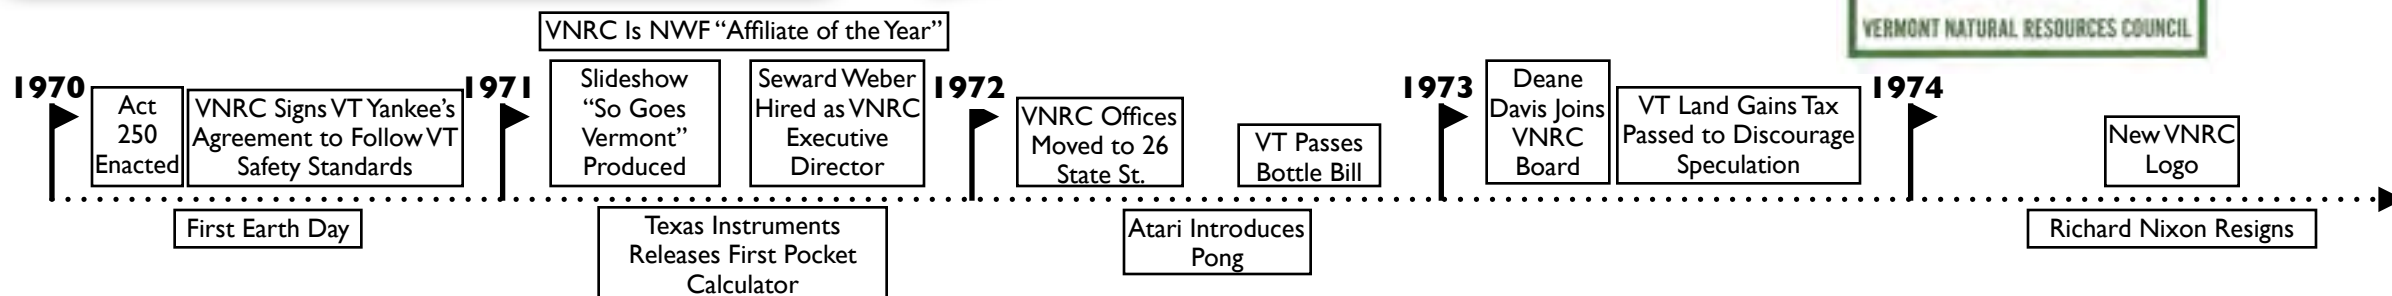 VERMONT NATURAL RESOURCES COUNCIL
VNRC Is NWF “Affiliate of the Year”
1970
Act
250
Enacted
VNRC Signs VT Yankee’s
Agreement to Follow VT
Safety Standards
First Earth Day
1971
Slideshow
“So Goes
Vermont”
Produced
Seward Weber
Hired as VNRC
Executive
Director
Texas Instruments
Releases First Pocket
Calculator
1972
VNRC Offices
Moved to 26
State St.
VT Passes
Bottle Bill
Atari Introduces
Pong
1973
Deane
Davis Joins
VNRC
Board
VT Land Gains Tax
Passed to Discourage
Speculation
1974
New VNRC
Logo
Richard Nixon Resigns